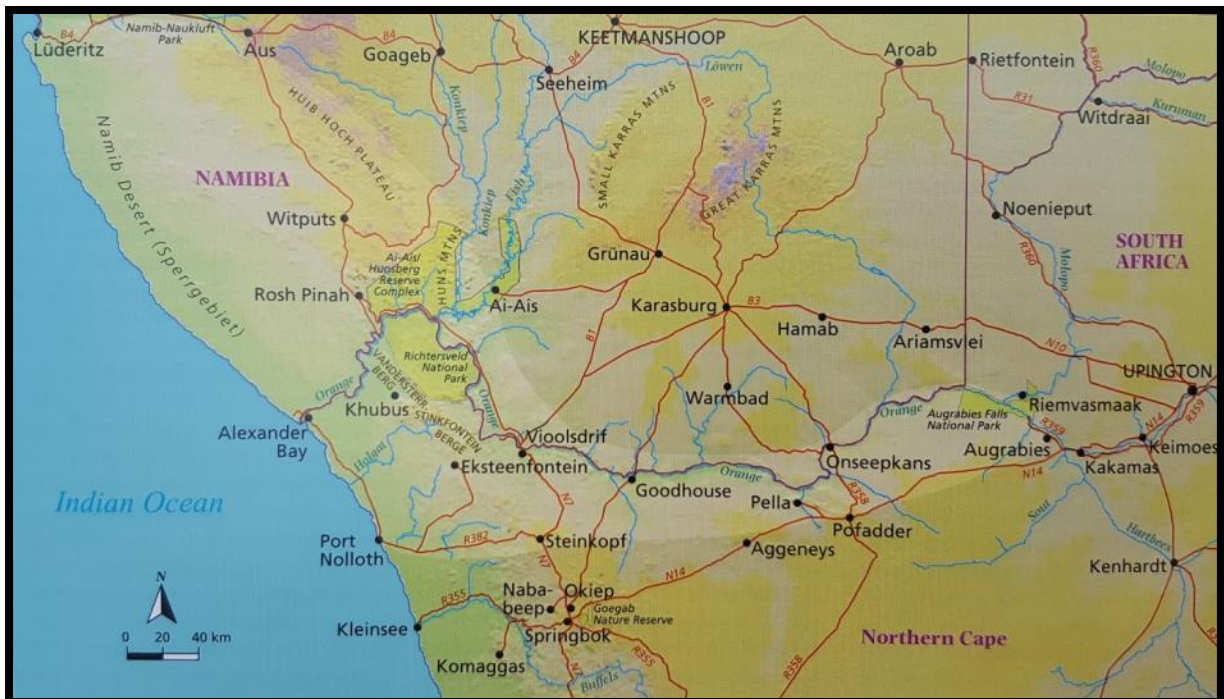 Namib-Naukluft
Park
Lüderitz
B4
Aus
B4
Goageb
KEETMANSHOOP
B4
Seeheim
Löwen
B1
Aroab
Rietfontein
R360
Molopo
R31
Kuruman
Witdraai
Konkiep
HUIB HOCH PLATEAU
SMALL KARRAS MTNS
GREAT KARRAS MTNS
Namib Desert (Sperrgebiet)
NAMIBIA
Fish
Konkiep
Witputs
Noenieput
R360
Molopo
SOUTH
AFRICA
Grünau
Ai-Ais/
Hunsberg
Reserve
Complex
HUNS MTNS
Rosh Pinah
Ai-Ais
Karasburg
B3
Hamab
Ariamsvlei
B1
N10
UPINGTON
Richtersveld
National
Park
VANDERSTERR-
BERG
Orange
Khubus
STINKFONTEIN
BERGE
Orange
Warmbad
Orange
Augrabies Falls
National Park
Riemvasmaak
R359
N14
R359
Alexander
Bay
Holgat
Vioolsdrif
Eksteenfontein
Onseepkans
Augrabies
Keimoes
Kakamas
Indian Ocean
N7
Goodhouse
Orange
Pella
R358
N14
Pofadder
Sout
Hartbees
Port
Nolloth
R382
Steinkopf
Aggeneys
Kenhardt
N
N7
N14
0 20 40 km
R355
Naba-
beep
Okiep
Goegab
Nature Reserve
Kleinsee
Springbok
Northern Cape
Komaggas
R355
R358
N7
Buffels